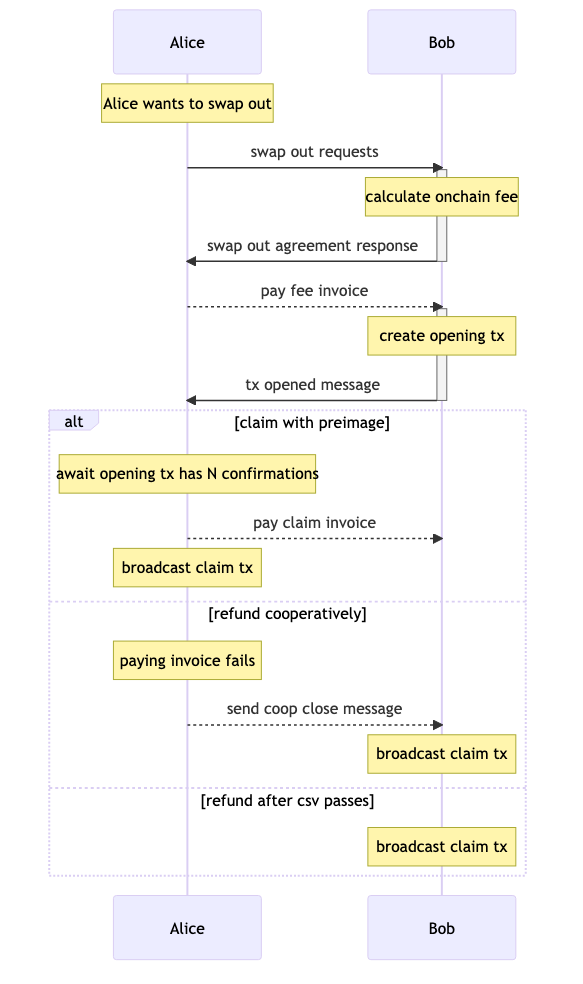 Alice
Bob
Alice wants to swap out
swap out requests
calculate onchain fee
swap out agreement response
pay fee invoice
create opening tx
tx opened message
alt
[claim with preimage]
await opening tx has N confirmations
pay claim invoice
broadcast claim tx
[refund cooperatively]
paying invoice fails
send coop close message
broadcast claim tx
[refund after csv passes]
broadcast claim tx
Alice
Bob